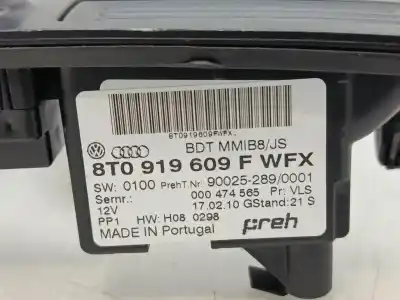 8T0919609FWFX.
BDT MMIB8/JS
8T0 919 609 F WFX
SW: 0100 PrehT.Nr: 90025-289/0001
Sernr.: 000 474 565 Pr: VLS
12V 17.02.10 GStand: 21 S
PP1 HW: H08 0298
MADE IN Portugal preh